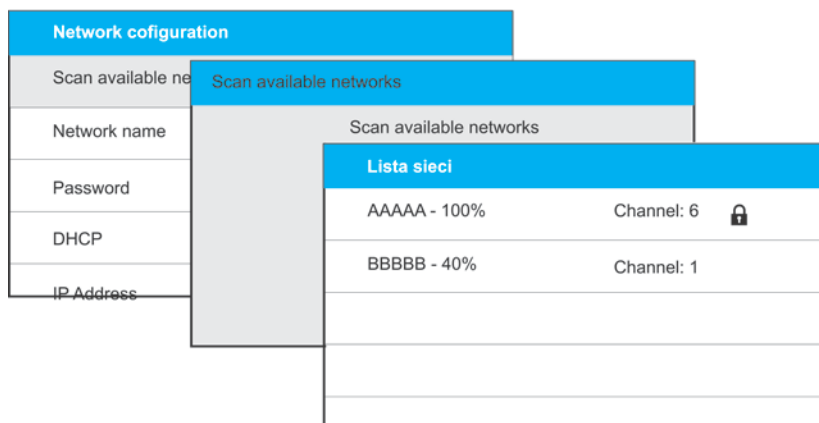 Network cofiguration
Scan available ne
Network name
Password
DHCP
IP Address
Scan available networks
Scan available networks
Lista sieci
AAAAA - 100% Channel: 6
BBBBB - 40% Channel: 1